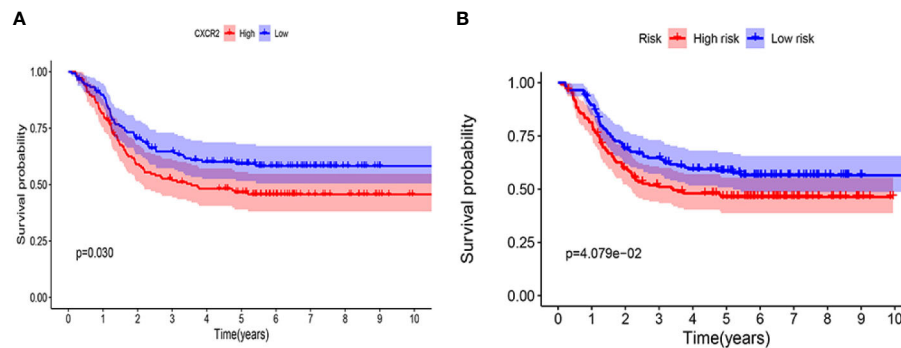 A
CXCR2 High Low
Survival probability
1.00
0.75
0.50
0.25
0.00
p=0.030
0 1 2 3 4 5 6 7 8 9 10
Time(years)
B
Risk High risk Low risk
Survival probability
1.00
0.75
0.50
0.25
0.00
p=4.079e-02
0 1 2 3 4 5 6 7 8 9 10
Time(years)